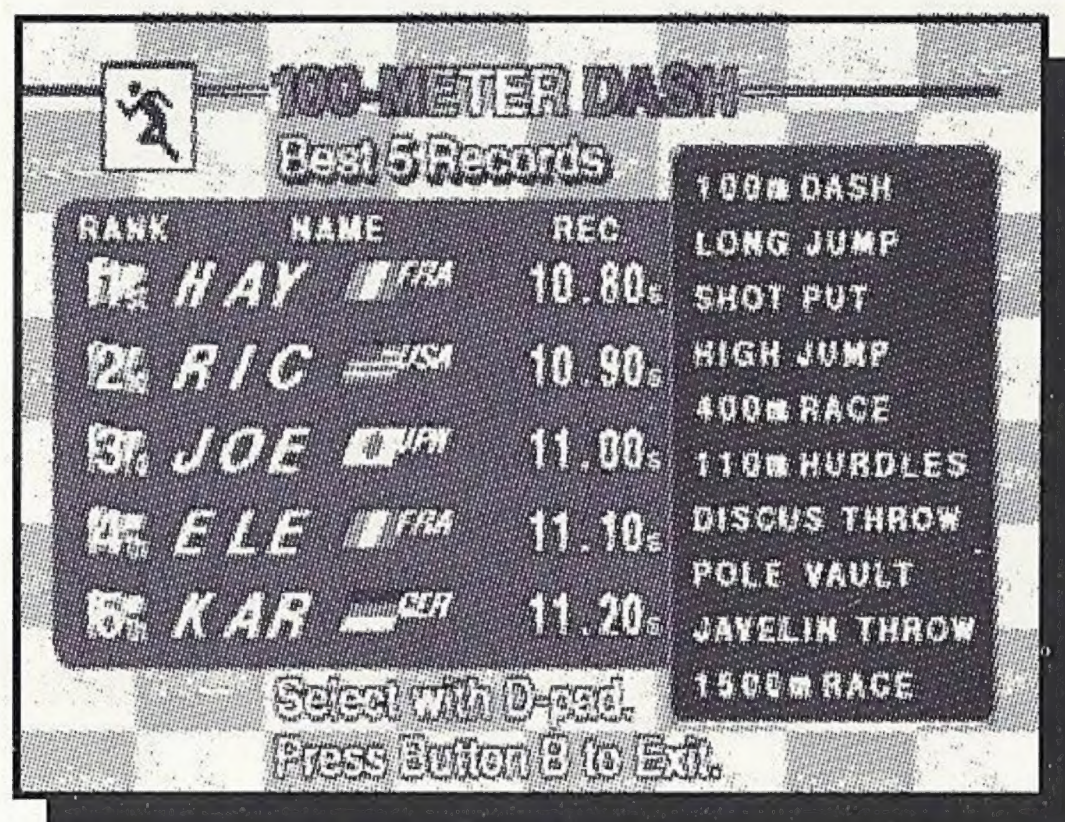 100-METER DASH
Best 5 Records
RANK NAME REC
1st HAY FRA 10.80s
2nd RIC USA 10.90s
3rd JOE JPN 11.00s
4th ELE FRA 11.10s
5th KAR GER 11.20s
100m DASH
LONG JUMP
SHOT PUT
HIGH JUMP
400m RACE
110m HURDLES
DISCUS THROW
POLE VAULT
JAVELIN THROW
1500m RACE
Select with D-pad.
Press Button B to Exit.